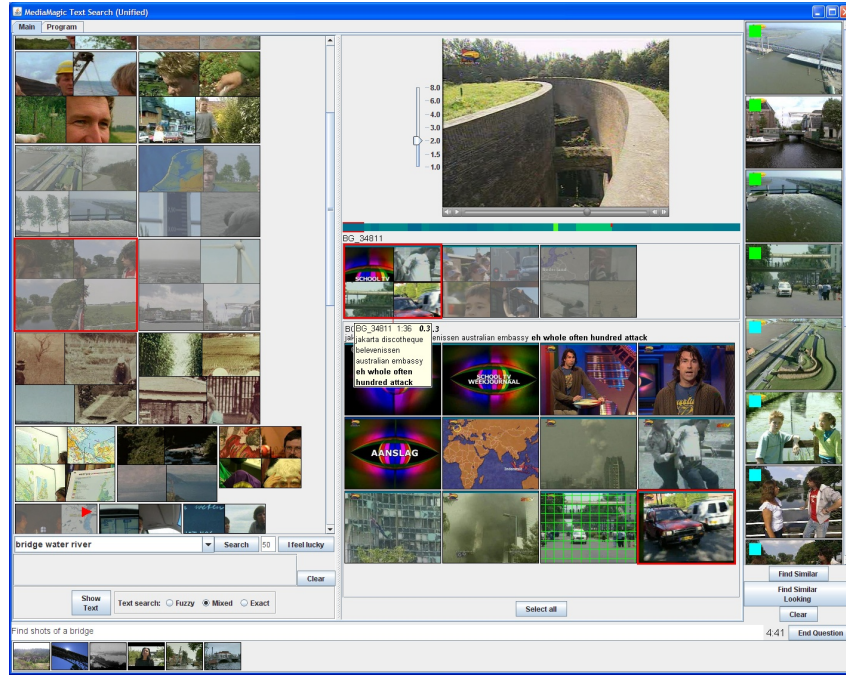 MediaMagic Text Search (Unified)
Main Program
8.0
6.0
4.0
3.0
2.0
1.5
1.0
BG_34811
SCHOOL TV
BG_34811 1:36 0.3
jakarta discotheque
belevenissen
australian embassy
eh whole often
hundred attack
.3
enissen australian embassy eh whole often hundred attack
SCHOOL TV
WEEKJOURNAAL
AANSLAG
bridge water river
Search
50
I feel lucky
Clear
Show
Text
Text search: Fuzzy Mixed Exact
Select all
Find Similar
Find Similar
Looking
Clear
Find shots of a bridge
4:41
End Question